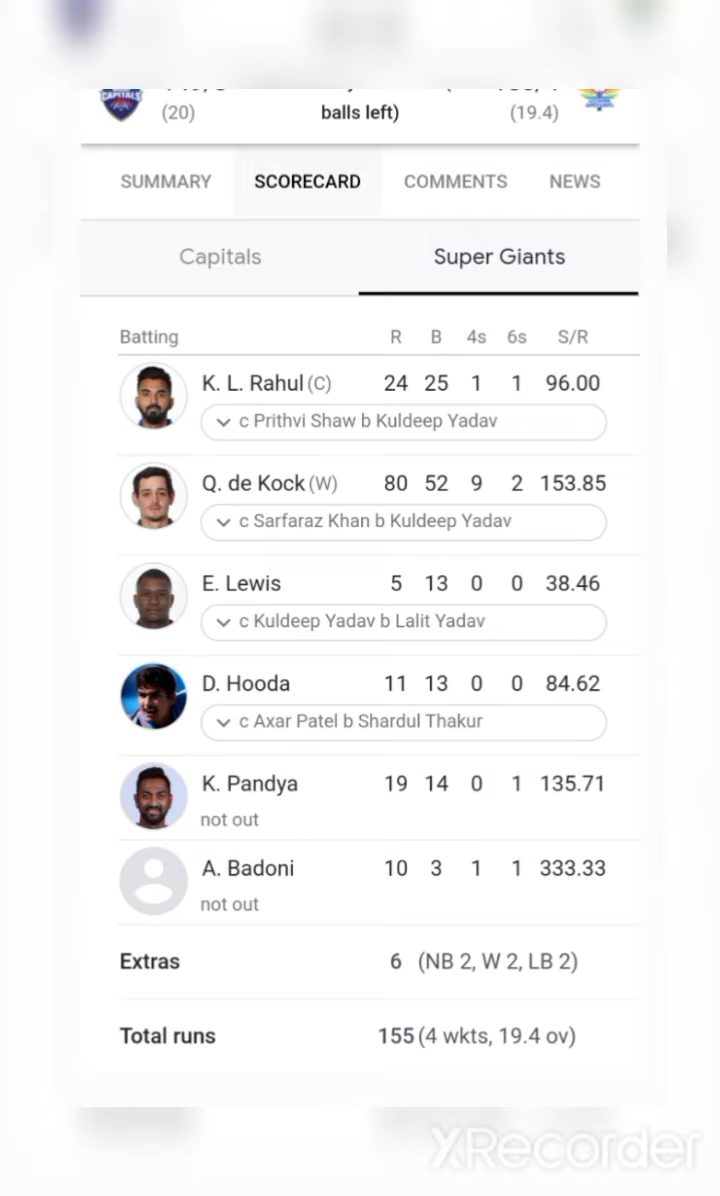 CAPITALS
(20) balls left) (19.4)
SUMMARY SCORECARD COMMENTS NEWS
Capitals Super Giants
Batting R B 4s 6s S/R
K. L. Rahul (C) 24 25 1 1 96.00
c Prithvi Shaw b Kuldeep Yadav
Q. de Kock (W) 80 52 9 2 153.85
c Sarfaraz Khan b Kuldeep Yadav
E. Lewis 5 13 0 0 38.46
c Kuldeep Yadav b Lalit Yadav
D. Hooda 11 13 0 0 84.62
c Axar Patel b Shardul Thakur
K. Pandya 19 14 0 1 135.71
not out
A. Badoni 10 3 1 1 333.33
not out
Extras 6 (NB 2, W 2, LB 2)
Total runs 155 (4 wkts, 19.4 ov)
XRecorder